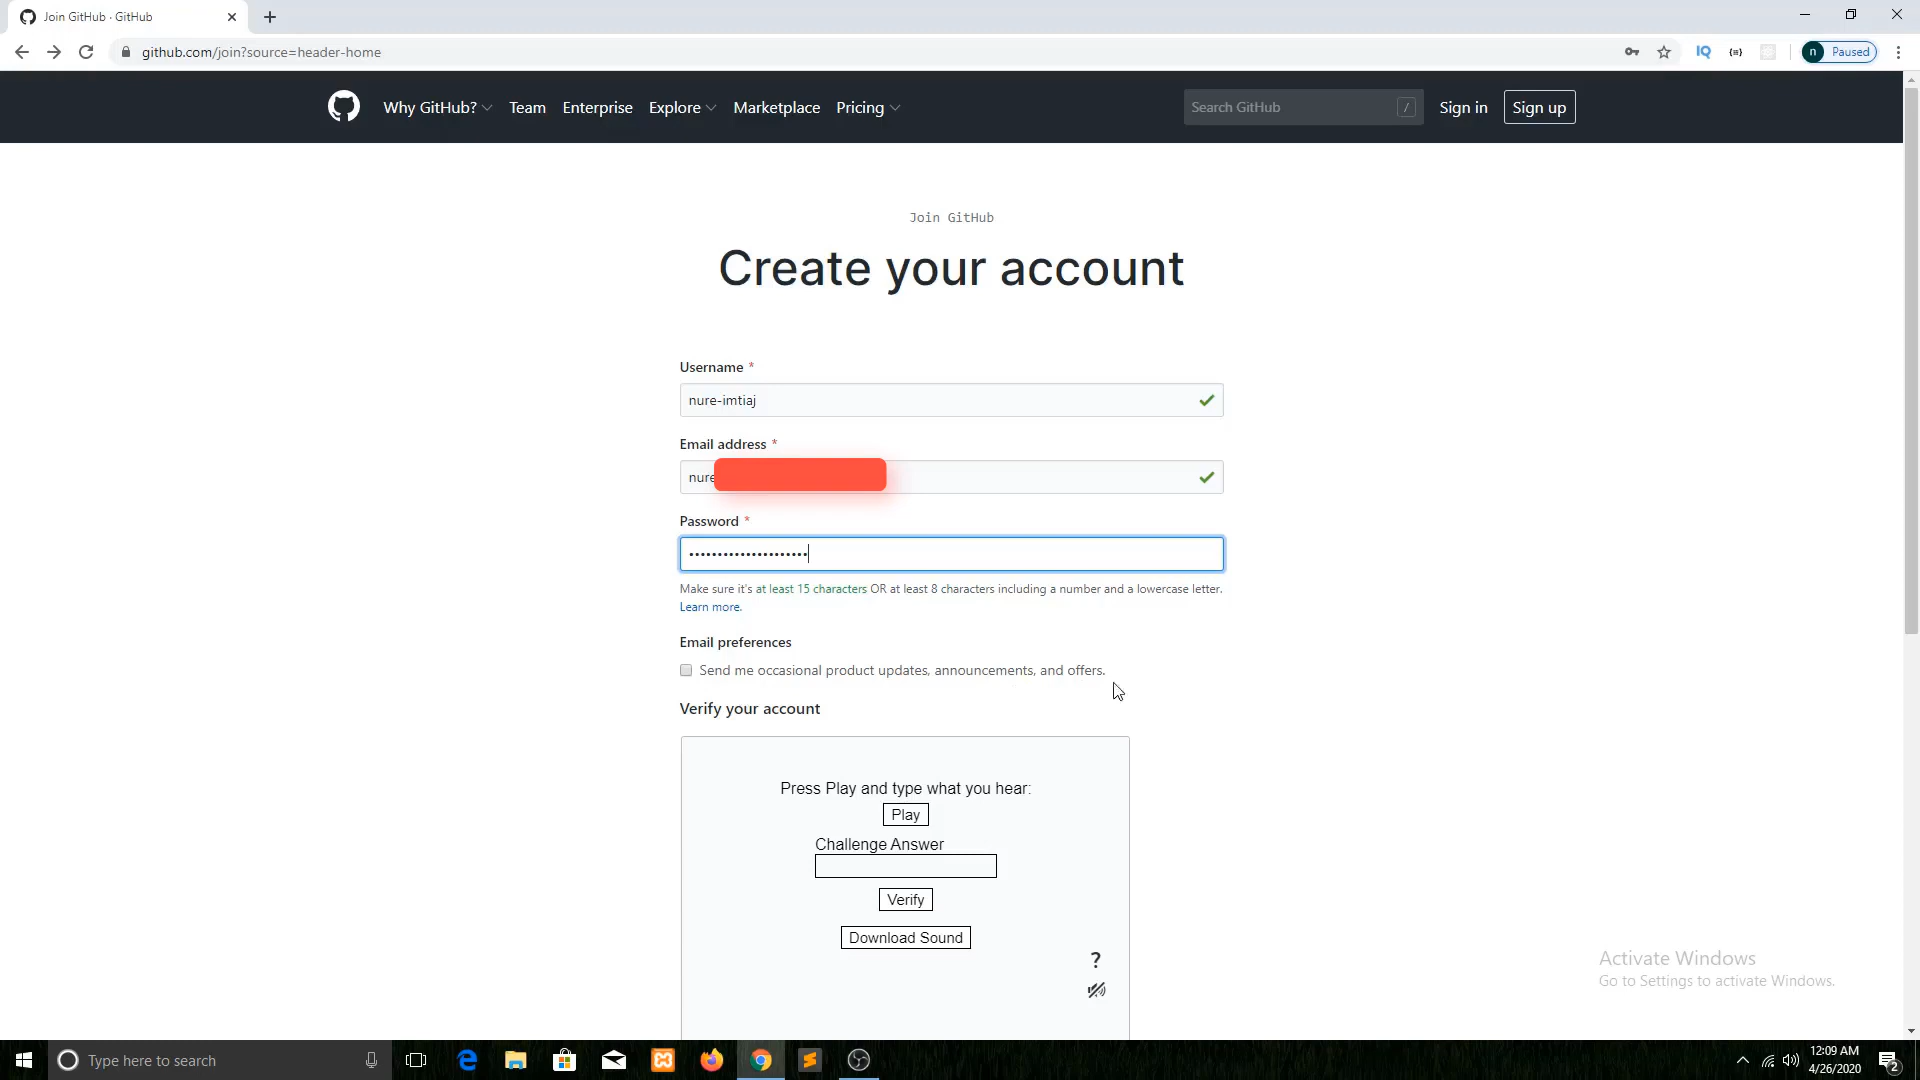 Join GitHub · GitHub
github.com/join?source=header-home
n Paused
Why GitHub? Team Enterprise Explore Marketplace Pricing Search GitHub / Sign in Sign up
Join GitHub
Create your account
Username *
nure-imtiaj
Email address *
nure
Password *
•••••••••••••••••••••
Make sure it's at least 15 characters OR at least 8 characters including a number and a lowercase letter.
Learn more.
Email preferences
Send me occasional product updates, announcements, and offers.
Verify your account
Press Play and type what you hear:
Play
Challenge Answer
Verify
Download Sound
?
Activate Windows
Go to Settings to activate Windows.
Type here to search
12:09 AM
4/26/2020
2